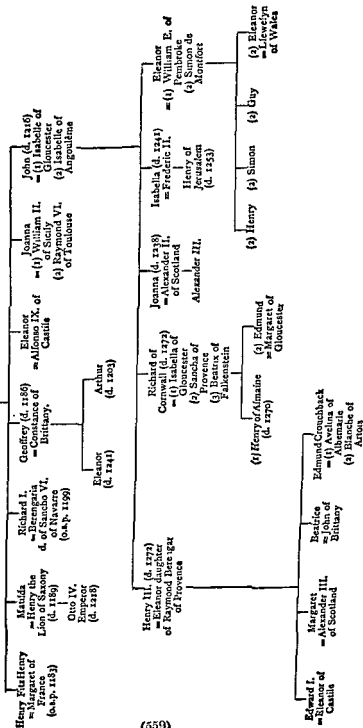 Henry FitzHenry
= Margaret of
France
(o.s.p. 1183)
Matilda
= Henry the
Lion of Saxony
(d. 1189)
Otto IV.
Emperor
(d. 1218)
Richard I.
= Berengaria
d. of Sancho VI,
of Navarre
(o.s.p. 1199)
Geoffrey (d. 1186)
= Constance of
Brittany.
Eleanor
(d. 1241)
Arthur
(d. 1203)
Eleanor
= Alfonso IX, of
Castile
Joanna
= (1) William II.
of Sicily
(2) Raymond VI,
of Toulouse
John (d. 1216)
= (1) Isabelle of
Gloucester
(2) Isabelle of
Angoulême
Henry III. (d. 1272)
= Eleanor daughter
of Raymond Berengar
of Provence
Richard of
Cornwall (d. 1272)
= (1) Isabella of
Gloucester
(2) Sancha of
Provence
(3) Beatrix of
Falkenstein
(1) Henry of Almaine
(d. 1270)
(2) Edmund
= Margaret of
Gloucester
Joanna (d. 1238)
= Alexander II.
of Scotland
Alexander III.
Isabella (d. 1241)
= Frederic II.
Henry of
Jerusalem
(d. 1253)
Eleanor
= (1) William E. of
Pembroke
(2) Simon de
Montfort
(2) Henry
(2) Simon
(2) Guy
(2) Eleanor
= Llewelyn
of Wales
Edward I.
= Eleanor of
Castile
Margaret
= Alexander III.
of Scotland
Beatrice
= John of
Brittany
Edmund Crouchback
= (1) Avelina of
Albemarle
(2) Blanche of
Artois
(559)